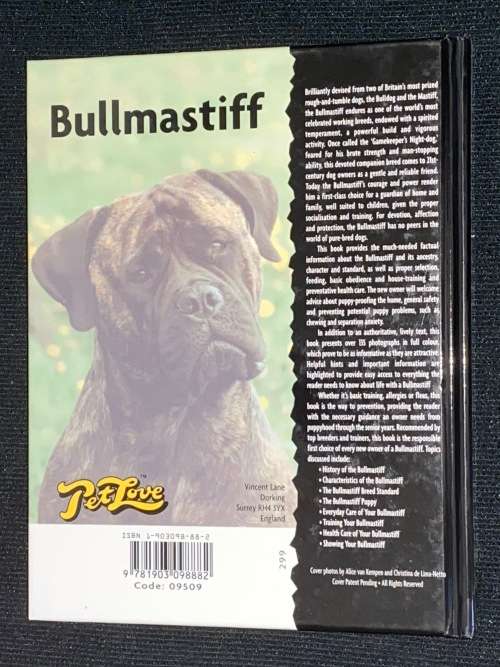 Bullmastiff
Brilliantly devised from two of Britain's most prized
rough-and-tumble dogs, the Bulldog and the Mastiff,
the Bullmastiff endures as one of the world's most
celebrated working breeds, endowed with a spirited
temperament, a powerful build and vigorous
activity. Once called the 'Gamekeeper's Night-dog,'
feared for his brute strength and man-stopping
ability, this devoted companion breed comes to 21st-
century dog owners as a gentle and reliable friend.
Today the Bullmastiff's courage and power render
him a first-class choice for a guardian of home and
family, well suited to children, given the proper
socialisation and training. For devotion, affection
and protection, the Bullmastiff has no peers in the
world of pure-bred dogs.
This book provides the much-needed factual
information about the Bullmastiff and its ancestry,
character and standard, as well as proper selection,
feeding, basic obedience and house-training and
preventative health care. The new owner will welcome
advice about puppy-proofing the home, general safety
and preventing potential puppy problems, such as
chewing and separation anxiety.
In addition to an authoritative, lively text, this
book presents over 135 photographs in full colour,
which prove to be as informative as they are attractive.
Helpful hints and important information are
highlighted to provide easy access to everything the
reader needs to know about life with a Bullmastiff
Whether it's basic training, allergies or fleas, this
book is the way to prevention, providing the reader
with the necessary guidance an owner needs from
puppyhood through the senior years. Recommended by
top breeders and trainers, this book is the responsible
first choice of every new owner of a Bullmastiff. Topics
discussed include:
• History of the Bullmastiff
• Characteristics of the Bullmastiff
• The Bullmastiff Breed Standard
• The Bullmastiff Puppy
• Everyday Care of Your Bullmastiff
• Training Your Bullmastiff
• Health Care of Your Bullmastiff
• Showing Your Bullmastiff
Cover photos by Alice van Kempen and Christina de Lima-Netto
Cover Patent Pending • All Rights Reserved
PetLove™
Vincent Lane
Dorking
Surrey RH4 3YX
England
ISBN 1-903098-88-2
9 781903 098882
Code: 09509
299